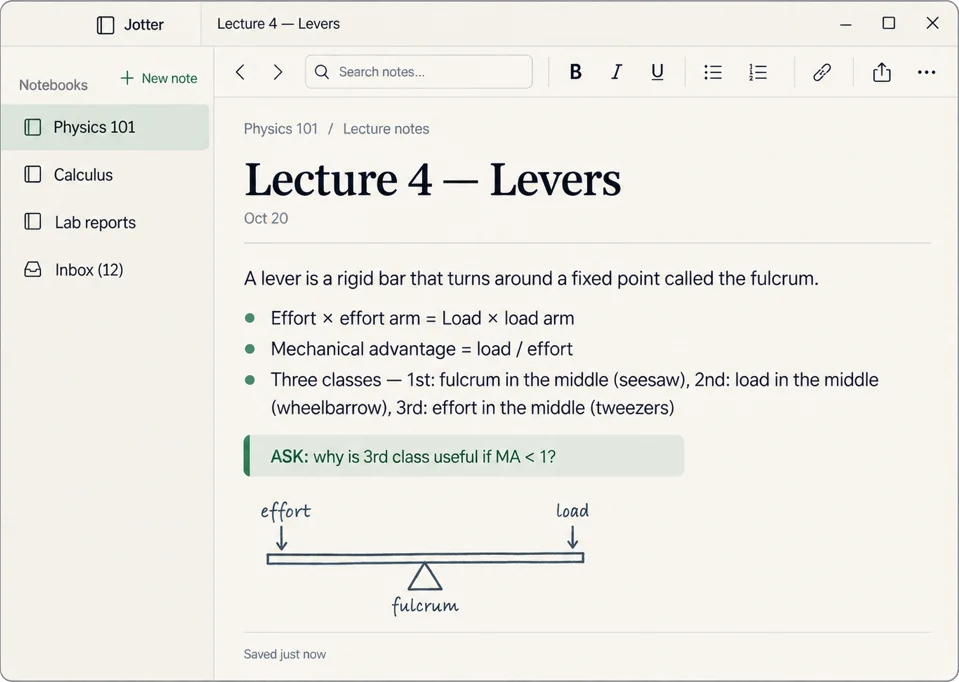 Jotter
Lecture 4 — Levers
Notebooks
New note
Physics 101
Calculus
Lab reports
Inbox (12)
Search notes...
B I U
Physics 101 / Lecture notes
Lecture 4 — Levers
Oct 20
A lever is a rigid bar that turns around a fixed point called the fulcrum.
Effort × effort arm = Load × load arm
Mechanical advantage = load / effort
Three classes — 1st: fulcrum in the middle (seesaw), 2nd: load in the middle
(wheelbarrow), 3rd: effort in the middle (tweezers)
ASK: why is 3rd class useful if MA < 1?
effort
load
fulcrum
Saved just now